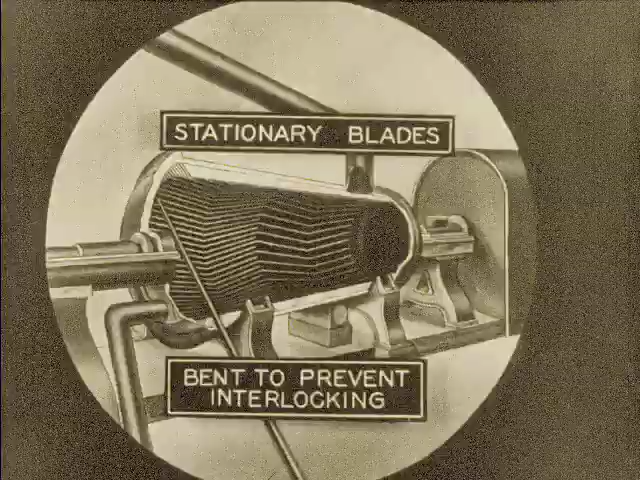 STATIONARY BLADES
BENT TO PREVENT
INTERLOCKING